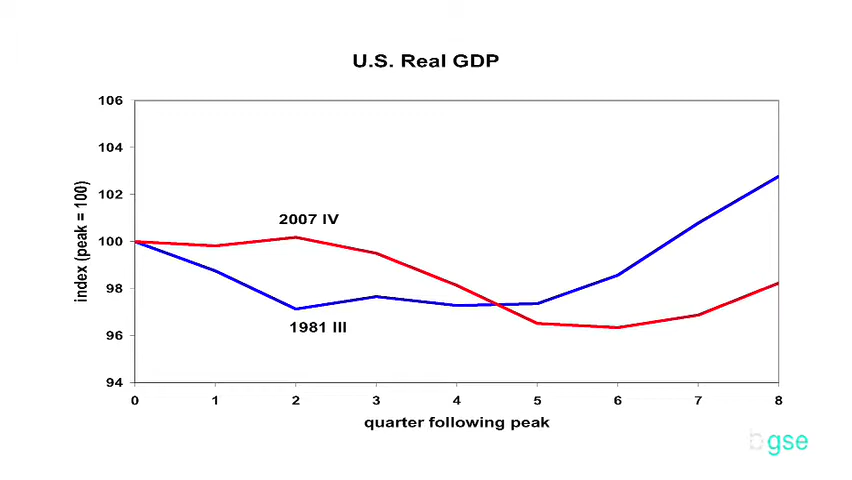 U.S. Real GDP
106
104
102
100
98
96
94
index (peak = 100)
2007 IV
1981 III
0 1 2 3 4 5 6 7 8
quarter following peak
bgse